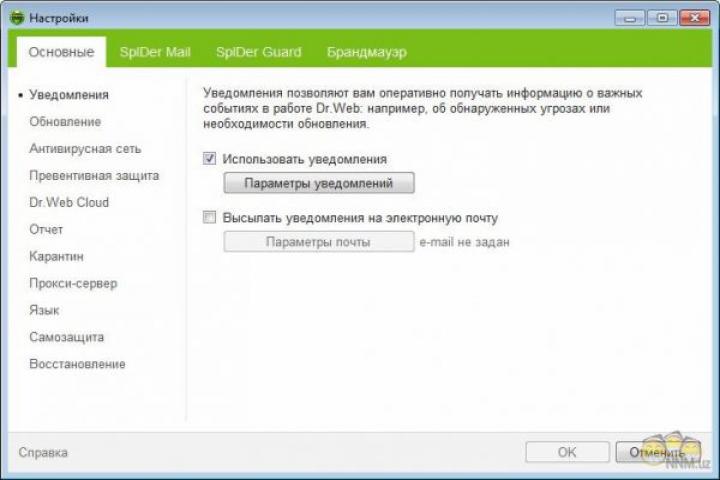 Настройки
Основные SpIDer Mail SpIDer Guard Брандмауэр
Уведомления
Обновление
Антивирусная сеть
Превентивная защита
Dr.Web Cloud
Отчет
Карантин
Прокси-сервер
Язык
Самозащита
Восстановление
Уведомления позволяют вам оперативно получать информацию о важных
событиях в работе Dr.Web: например, об обнаруженных угрозах или
необходимости обновления.
Использовать уведомления
Параметры уведомлений
Высылать уведомления на электронную почту
Параметры почты e-mail не задан
Справка OK Отменить
NNM.uz